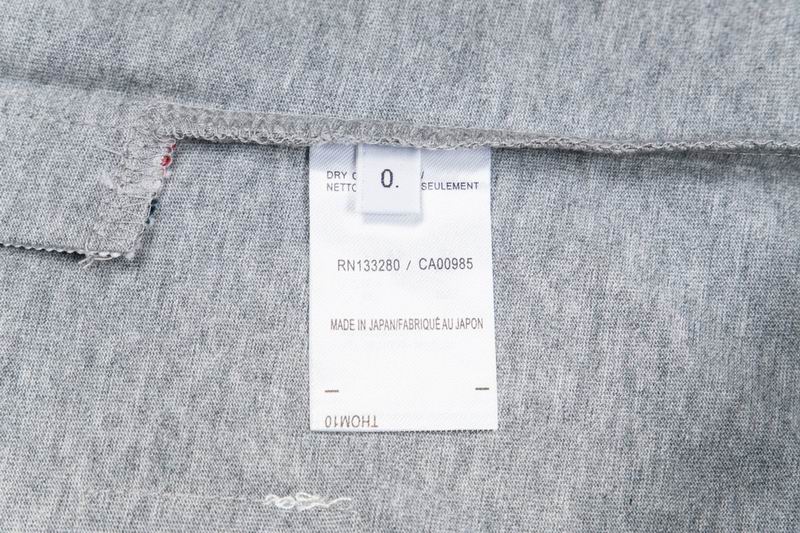 DRY
0.
NETTO SEULEMENT
RN133280 / CA00985
MADE IN JAPAN/FABRIQUÉ AU JAPON
THOM10